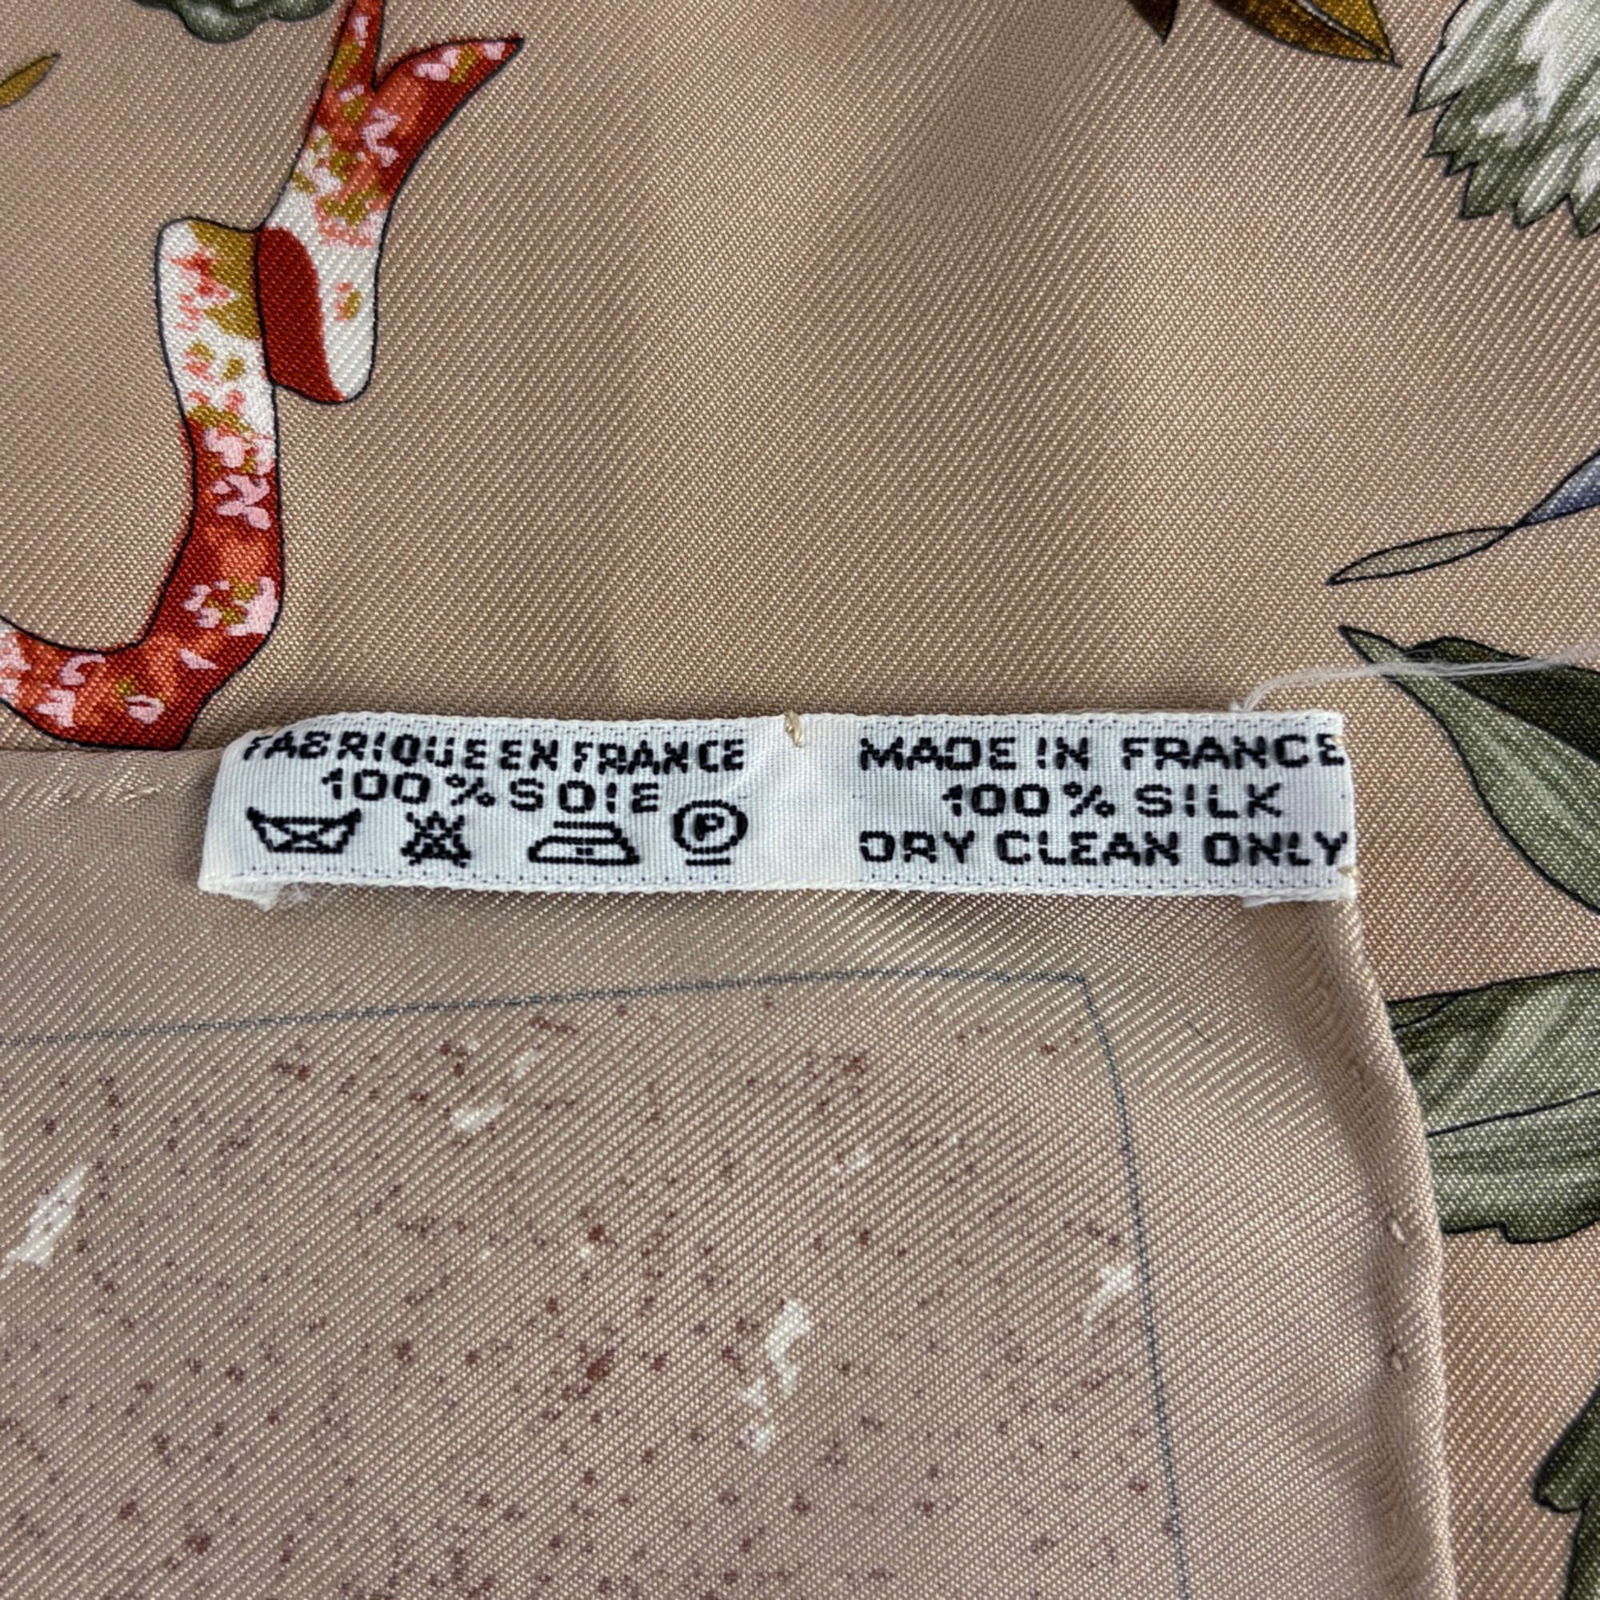 FABRIQUE EN FRANCE
100% SOIE
P
MADE IN FRANCE
100% SILK
DRY CLEAN ONLY